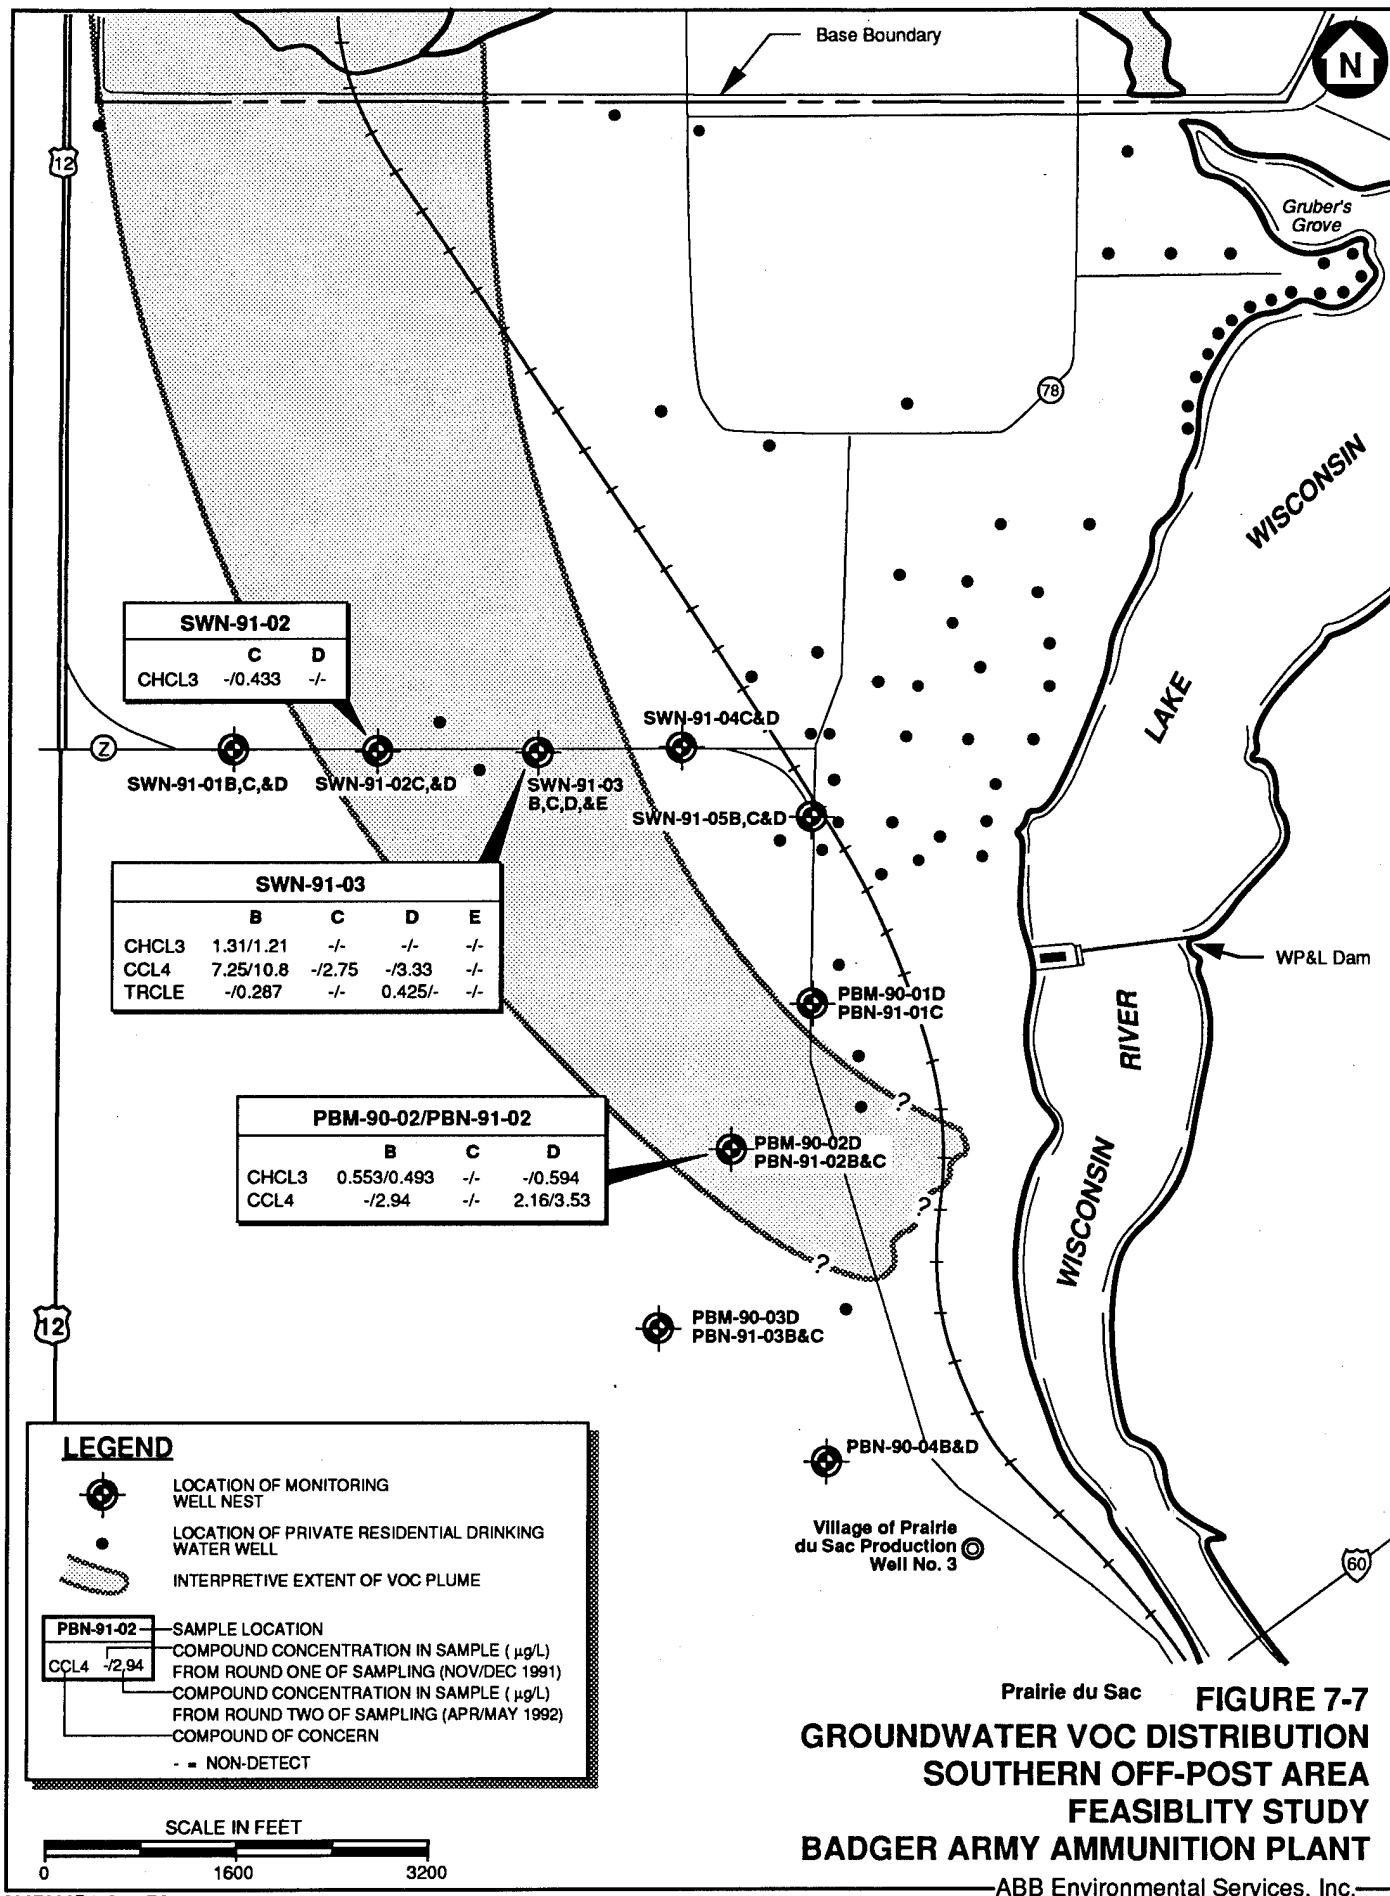 Base Boundary
N
12
Gruber's
Grove
78
WISCONSIN
LAKE
SWN-91-02
C D
CHCL3 -/0.433 -/-
SWN-91-04C&D
Z
SWN-91-01B,C,&D
SWN-91-02C,&D
SWN-91-03
B,C,D,&E
SWN-91-05B,C&D
SWN-91-03
B C D E
CHCL3 1.31/1.21 -/- -/- -/-
CCL4 7.25/10.8 -/2.75 -/3.33 -/-
TRCLE -/0.287 -/- 0.425/- -/-
WP&L Dam
PBM-90-01D
PBN-91-01C
RIVER
WISCONSIN
?
PBM-90-02/PBN-91-02
B C D
CHCL3 0.553/0.493 -/- -/0.594
CCL4 -/2.94 -/- 2.16/3.53
PBM-90-02D
PBN-91-02B&C
?
?
12
PBM-90-03D
PBN-91-03B&C
PBN-90-04B&D
Village of Prairie
du Sac Production
Well No. 3
60
LEGEND
LOCATION OF MONITORING
WELL NEST
LOCATION OF PRIVATE RESIDENTIAL DRINKING
WATER WELL
INTERPRETIVE EXTENT OF VOC PLUME
PBN-91-02
SAMPLE LOCATION
CCL4 -/2.94
COMPOUND CONCENTRATION IN SAMPLE ( µg/L)
FROM ROUND ONE OF SAMPLING (NOV/DEC 1991)
COMPOUND CONCENTRATION IN SAMPLE ( µg/L)
FROM ROUND TWO OF SAMPLING (APR/MAY 1992)
COMPOUND OF CONCERN
- = NON-DETECT
Prairie du Sac
FIGURE 7-7
GROUNDWATER VOC DISTRIBUTION
SOUTHERN OFF-POST AREA
FEASIBLITY STUDY
BADGER ARMY AMMUNITION PLANT
SCALE IN FEET
0 1600 3200
ABB Environmental Services, Inc.